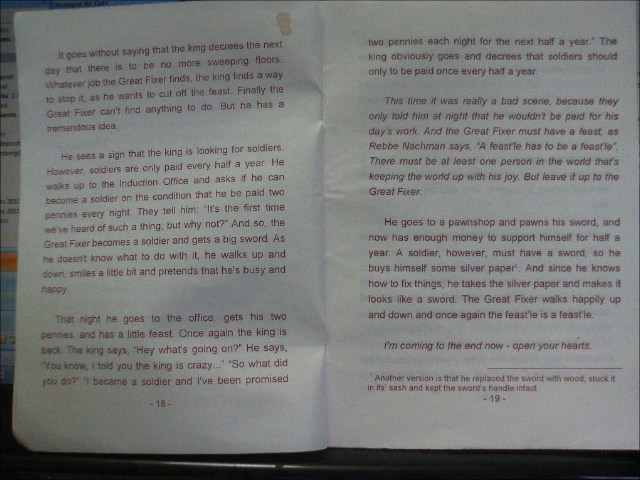 It goes without saying that the king decrees the next
day that there is to be no more sweeping floors.
Whatever job the Great Fixer finds, the king finds a way
to stop it, as he wants to cut off the feast. Finally the
Great Fixer can't find anything to do. But he has a
tremendous idea.
He sees a sign that the king is looking for soldiers.
However, soldiers are only paid every half a year. He
walks up to the Induction Office and asks if he can
become a soldier on the condition that he be paid two
pennies every night. They tell him: "It's the first time
we've heard of such a thing, but why not?" And so, the
Great Fixer becomes a soldier and gets a big sword. As
he doesn't know what to do with it, he walks up and
down, smiles a little bit and pretends that he's busy and
happy.
That night he goes to the office, gets his two
pennies, and has a little feast. Once again the king is
back. The king says, "Hey what's going on?" He says,
"You know, I told you the king is crazy..." "So what did
you do?" "I became a soldier and I've been promised
- 18 -
two pennies each night for the next half a year." The
king obviously goes and decrees that soldiers should
only to be paid once every half a year.
This time it was really a bad scene, because they
only told him at night that he wouldn't be paid for his
day's work. And the Great Fixer must have a feast, as
Rebbe Nachman says, "A feast'le has to be a feast'le".
There must be at least one person in the world that's
keeping the world up with his joy. But leave it up to the
Great Fixer.
He goes to a pawnshop and pawns his sword, and
now has enough money to support himself for half a
year. A soldier, however, must have a sword, so he
buys himself some silver paper¹. And since he knows
how to fix things, he takes the silver paper and makes it
looks like a sword. The Great Fixer walks happily up
and down and once again the feast'le is a feast'le.
I'm coming to the end now - open your hearts.
¹ Another version is that he replaced the sword with wood, stuck it
in its' sash and kept the sword's handle intact.
- 19 -